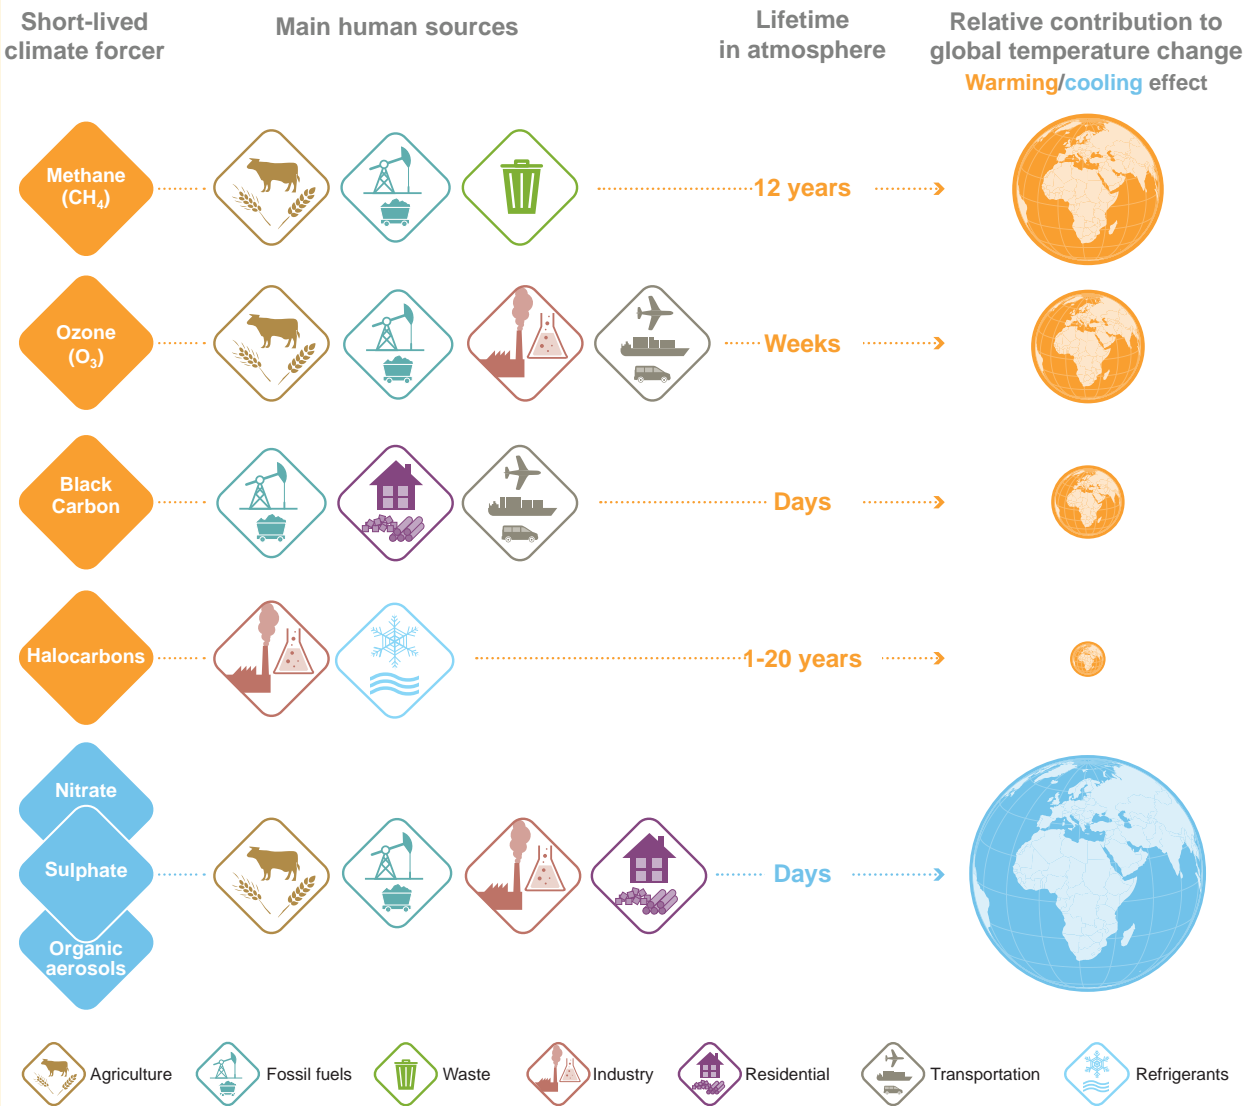 Short-lived
climate forcer
Main human sources
Lifetime
in atmosphere
Relative contribution to
global temperature change
Warming/cooling effect
Methane
(CH₄)
12 years
Ozone
(O₃)
Weeks
Black
Carbon
Days
Halocarbons
1-20 years
Nitrate
Sulphate
Organic
aerosols
Days
Agriculture
Fossil fuels
Waste
Industry
Residential
Transportation
Refrigerants